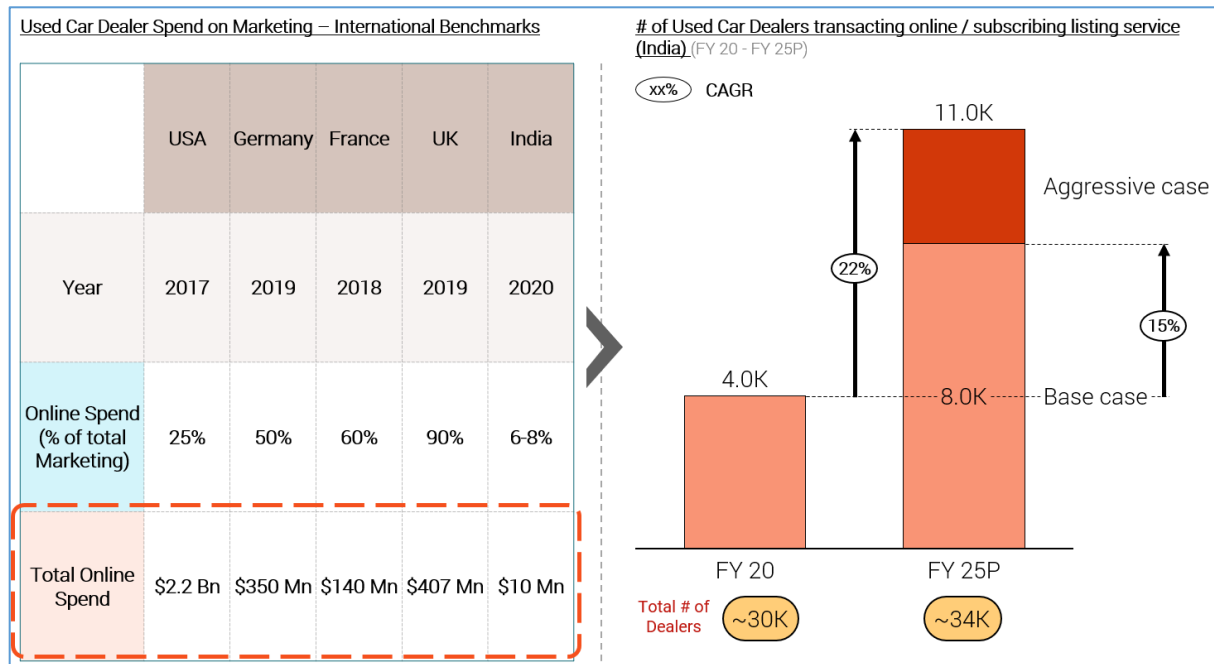 Used Car Dealer Spend on Marketing – International Benchmarks
USA Germany France UK India
Year 2017 2019 2018 2019 2020
Online Spend
(% of total
Marketing)
25% 50% 60% 90% 6-8%
Total Online
Spend
$2.2 Bn $350 Mn $140 Mn $407 Mn $10 Mn
# of Used Car Dealers transacting online / subscribing listing service
(India) (FY 20 - FY 25P)
xx% CAGR
11.0K
Aggressive case
22%
15%
4.0K
8.0K
Base case
FY 20 FY 25P
Total # of
Dealers
~30K ~34K